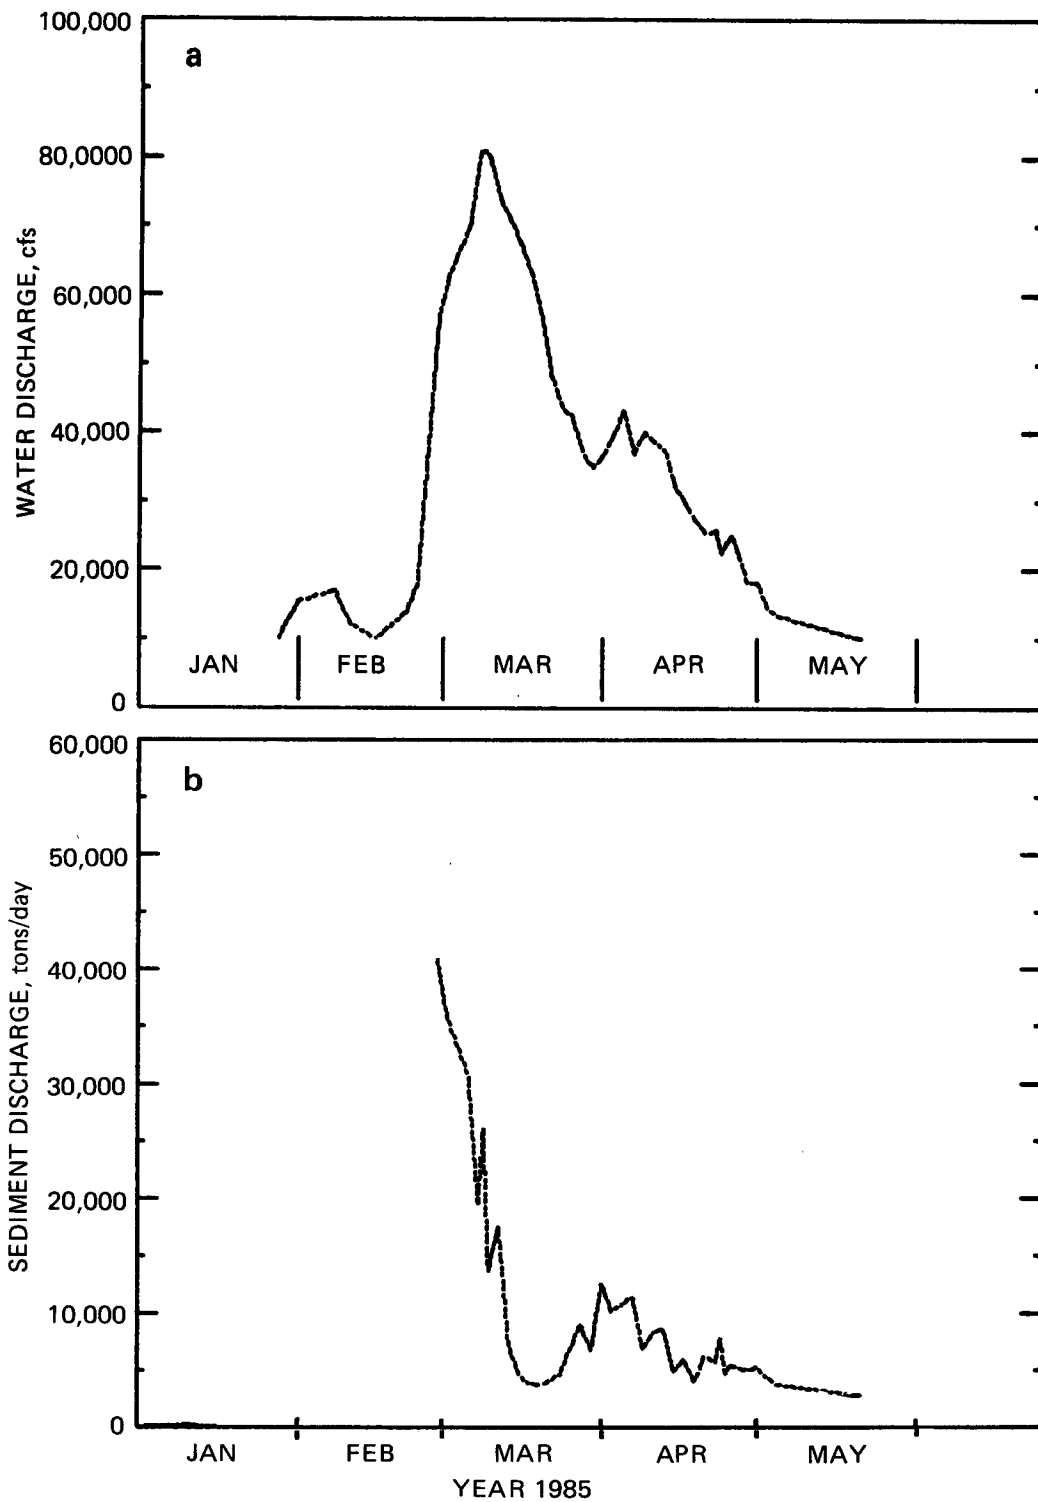 100,000
a
80,0000
60,000
40,000
20,000
0
WATER DISCHARGE, cfs
JAN FEB MAR APR MAY
60,000
b
50,000
40,000
30,000
20,000
10,000
0
SEDIMENT DISCHARGE, tons/day
JAN FEB MAR APR MAY
YEAR 1985